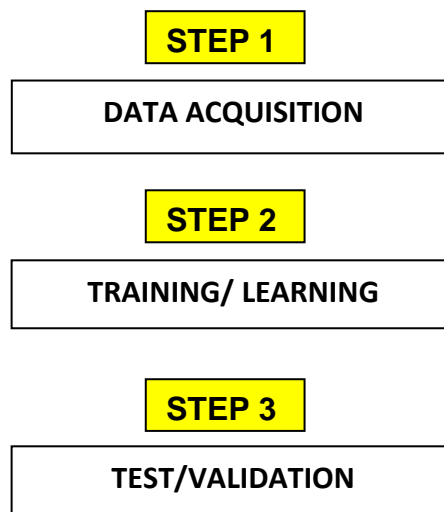 STEP 1
DATA ACQUISITION
STEP 2
TRAINING/ LEARNING
STEP 3
TEST/VALIDATION